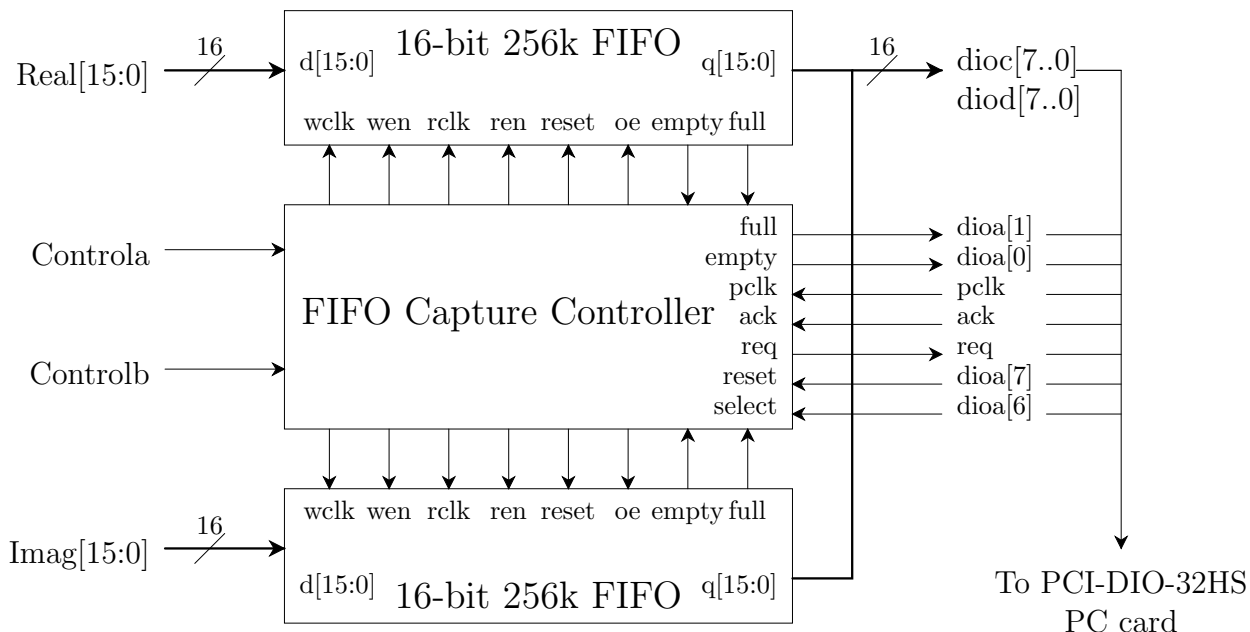 16-bit 256k FIFO
Real[15:0] 16 d[15:0] q[15:0] 16 dioc[7..0]
diod[7..0]
wclk wen rclk ren reset oe empty full
full dioa[1]
Controla
empty dioa[0]
pclk pclk
FIFO Capture Controller
ack ack
req req
Controlb
reset dioa[7]
select dioa[6]
wclk wen rclk ren reset oe empty full
Imag[15:0] 16
d[15:0] 16-bit 256k FIFO q[15:0]
To PCI-DIO-32HS
PC card